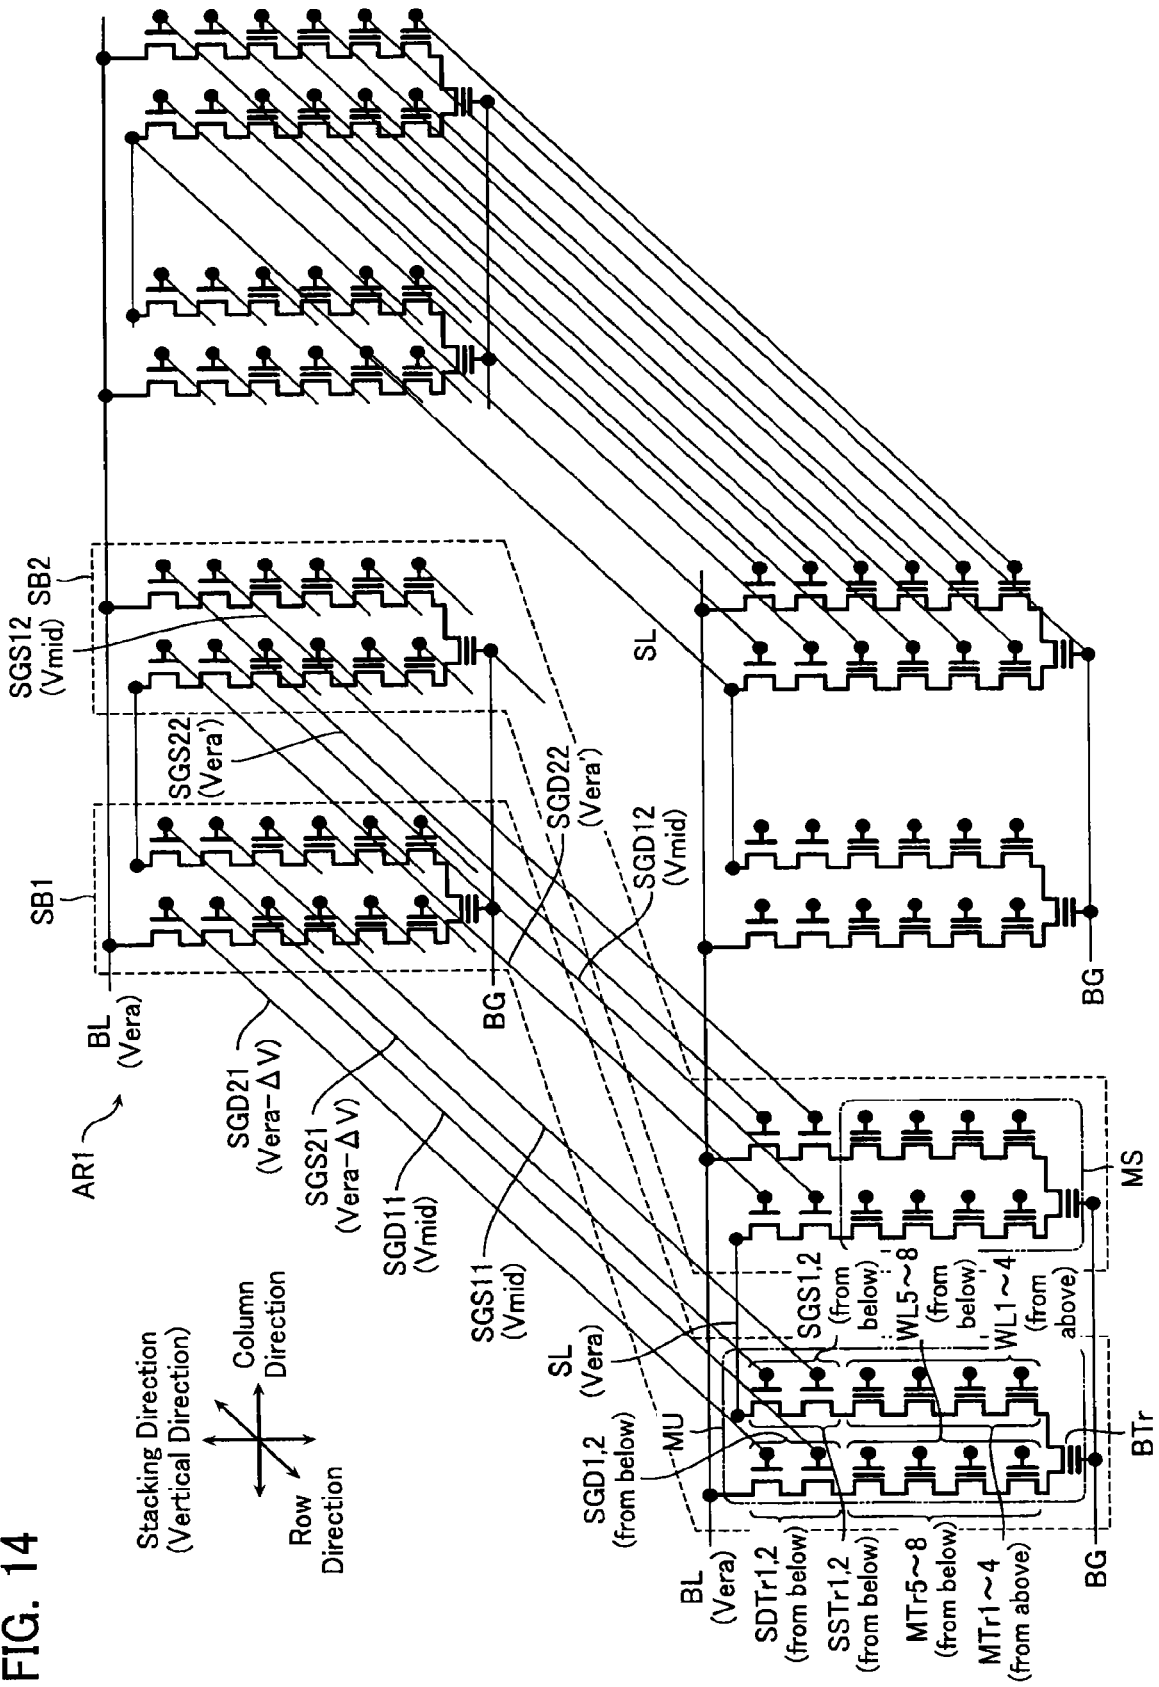 FIG. 14
Stacking Direction
(Vertical Direction)
Column
Direction
Row
Direction
AR1
BL
(Vera)
SB1
SGS22
(Vera')
SGS12
(Vmid)
SB2
SGD21
(Vera-ΔV)
SGS21
(Vera-ΔV)
SGD11
(Vmid)
SGS11
(Vmid)
BG
SGD22
(Vera')
SGD12
(Vmid)
SL
(Vera)
SL
MU
SGD1,2
(from below)
SGS1,2
(from
below)
WL5~8
(from
below)
WL1~4
(from
above)
BL
(Vera)
SDTr1,2
(from below)
SSTr1,2
(from below)
MTr5~8
(from below)
MTr1~4
(from above)
BG
BTr
MS
BG